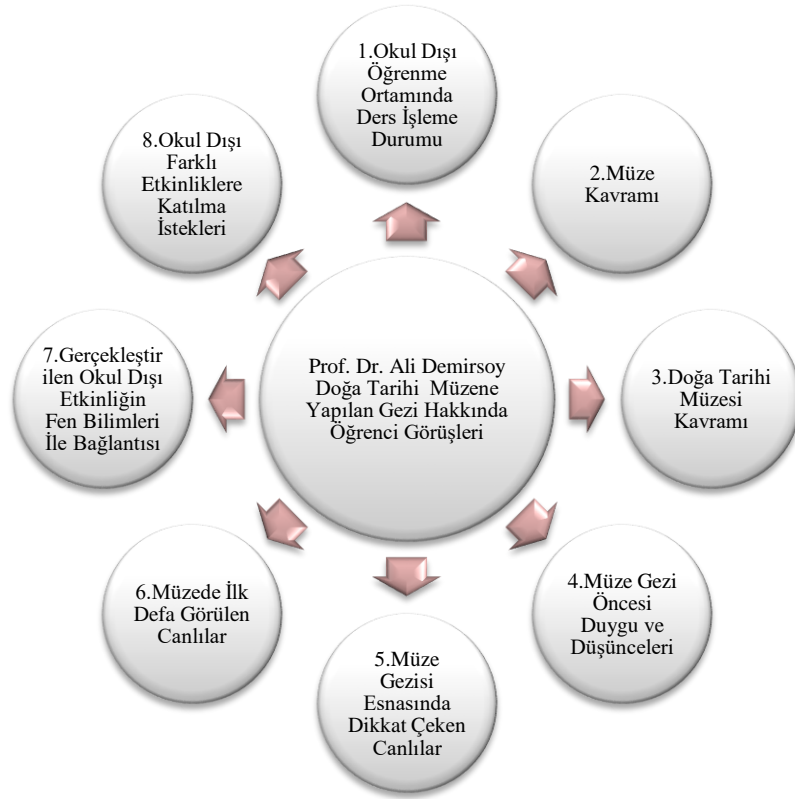 1.Okul Dışı
Öğrenme
Ortamında
Ders İşleme
Durumu
2.Müze
Kavramı
3.Doğa Tarihi
Müzesi
Kavramı
4.Müze Gezi
Öncesi
Duygu ve
Düşünceleri
5.Müze
Gezisi
Esnasında
Dikkat Çeken
Canlılar
6.Müzede İlk
Defa Görülen
Canlılar
7.Gerçekleştir
ilen Okul Dışı
Etkinliğin
Fen Bilimleri
İle Bağlantısı
8.Okul Dışı
Farklı
Etkinliklere
Katılma
İstekleri
Prof. Dr. Ali Demirsoy
Doğa Tarihi Müzene
Yapılan Gezi Hakkında
Öğrenci Görüşleri